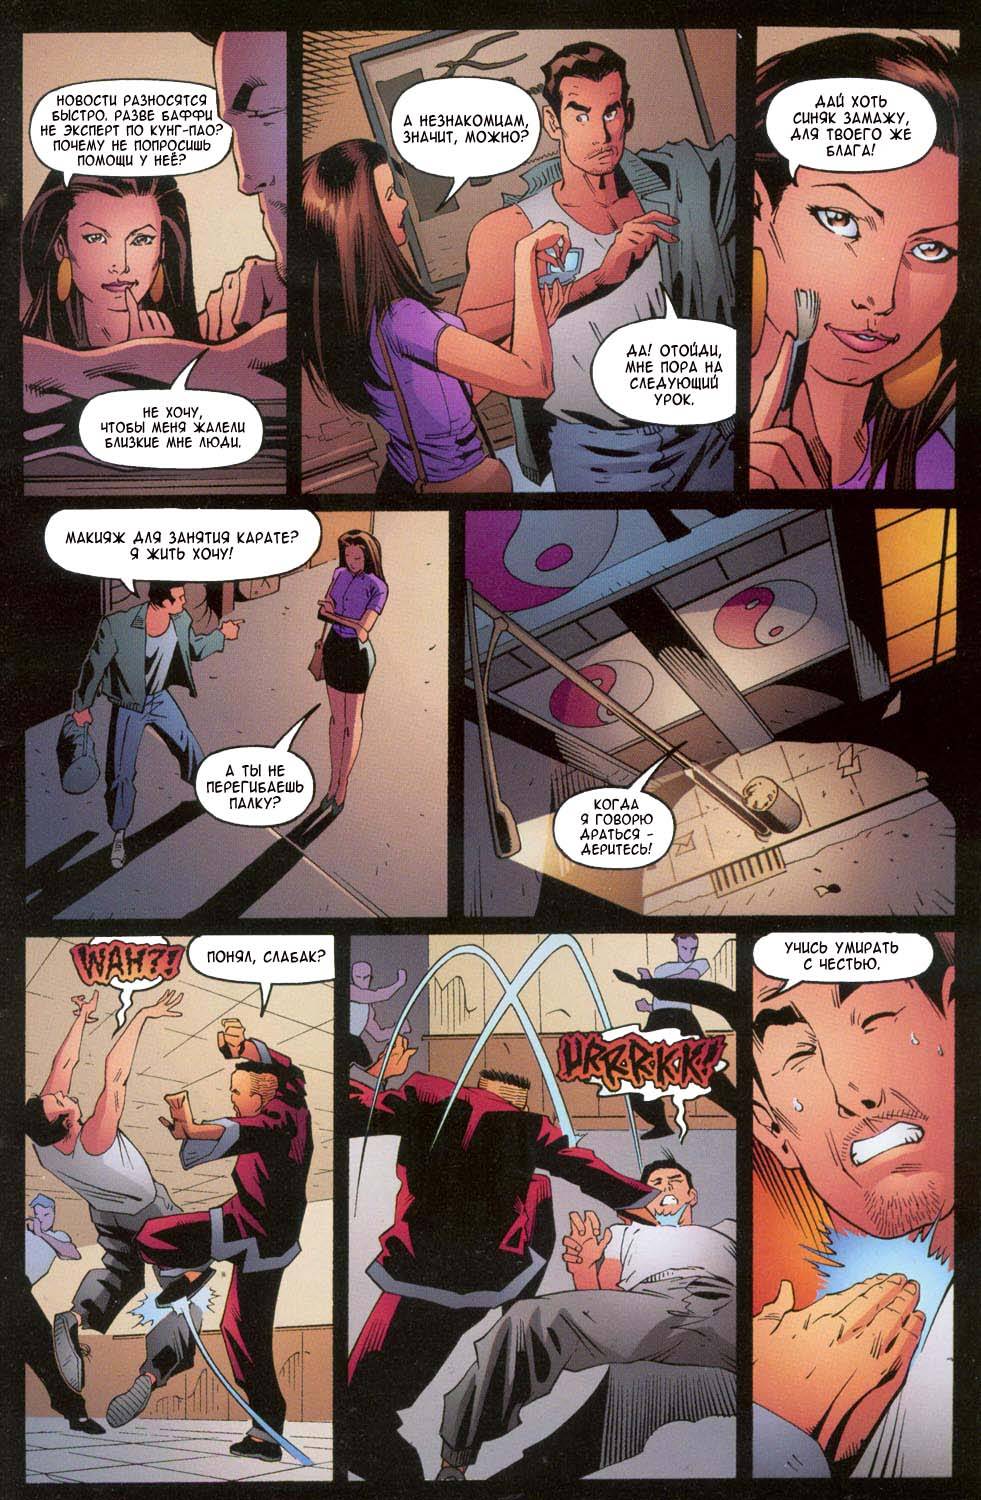 НОВОСТИ РАЗНОСЯТСЯ
БЫСТРО. РАЗВЕ БАФФИ
НЕ ЭКСПЕРТ ПО КУНГ-ПАО?
ПОЧЕМУ НЕ ПОПРОСИШЬ
ПОМОЩИ У НЕЁ?
НЕ ХОЧУ,
ЧТОБЫ МЕНЯ ЖАЛЕЛИ
БЛИЗКИЕ МНЕ ЛЮДИ.
А НЕЗНАКОМЦАМ,
ЗНАЧИТ, МОЖНО?
ДА! ОТОЙДИ,
МНЕ ПОРА НА
СЛЕДУЮЩИЙ
УРОК.
ДАЙ ХОТЬ
СИНЯК ЗАМАЖУ,
ДЛЯ ТВОЕГО ЖЕ
БЛАГА!
МАКИЯЖ ДЛЯ ЗАНЯТИЯ КАРАТЕ?
Я ЖИТЬ ХОЧУ!
А ТЫ НЕ
ПЕРЕГИБАЕШЬ
ПАЛКУ?
КОГДА
Я ГОВОРЮ
ДРАТЬСЯ -
ДЕРИТЕСЬ!
WAH?!
ПОНЯЛ, СЛАБАК?
URRRKK!
УЧИСЬ УМИРАТЬ
С ЧЕСТЬЮ.